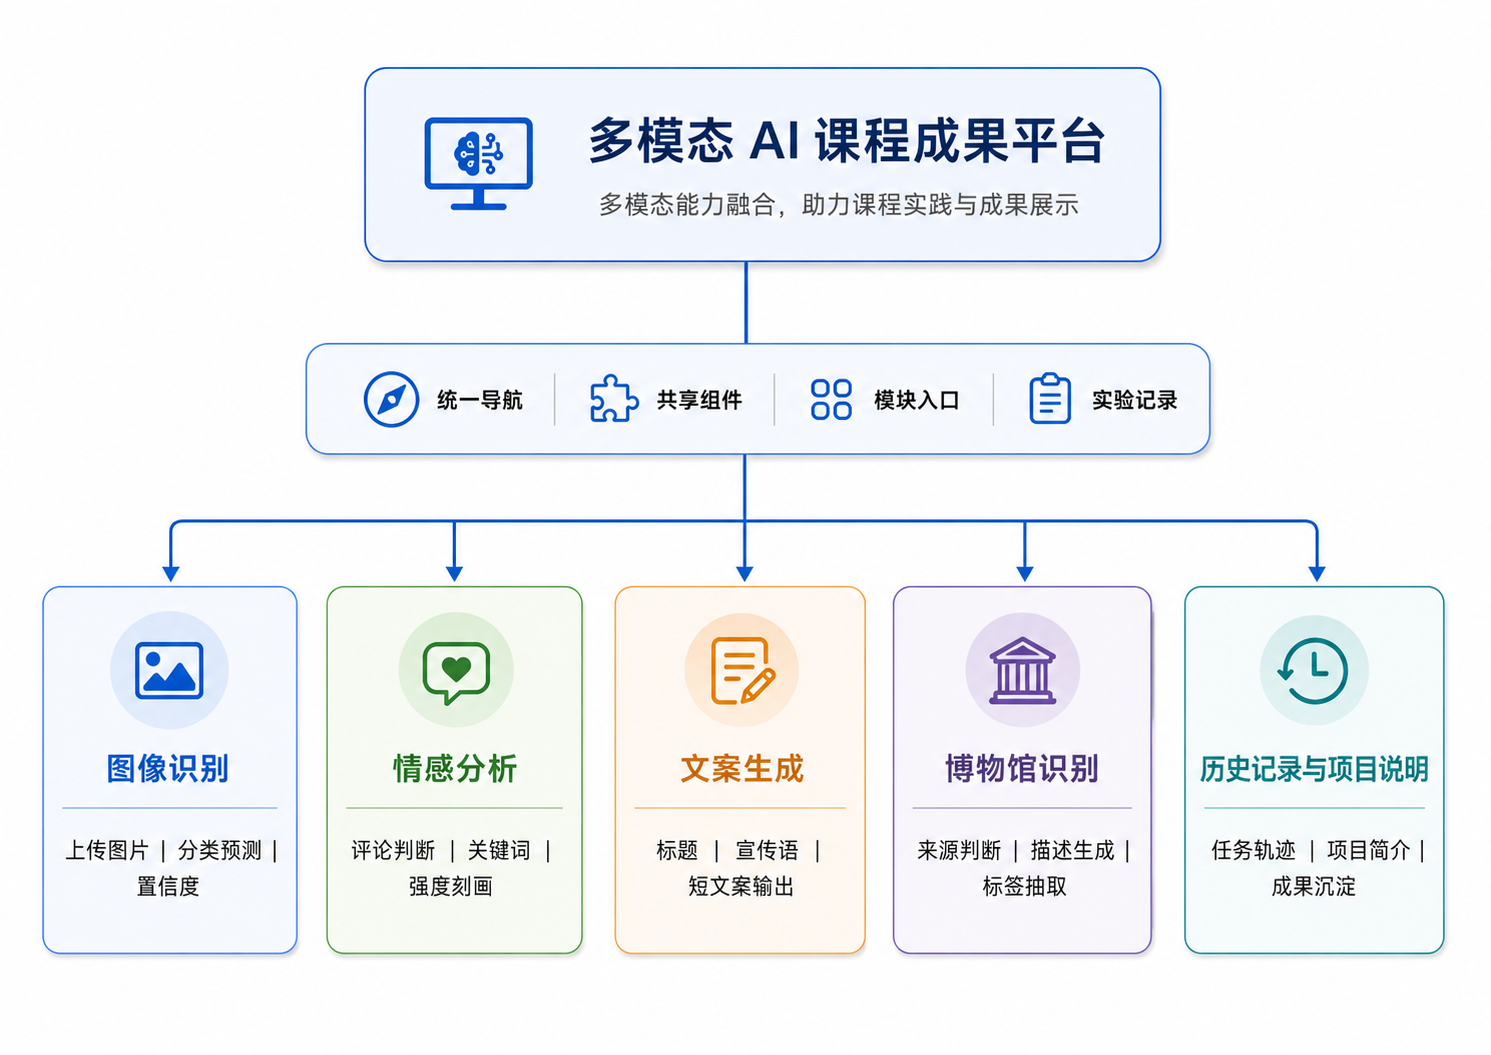 多模态 AI 课程成果平台
多模态能力融合，助力课程实践与成果展示
统一导航
共享组件
模块入口
实验记录
图像识别
上传图片 | 分类预测 |
置信度
情感分析
评论判断 | 关键词 |
强度刻画
文案生成
标题 | 宣传语 |
短文案输出
博物馆识别
来源判断 | 描述生成 |
标签抽取
历史记录与项目说明
任务轨迹 | 项目简介 |
成果沉淀